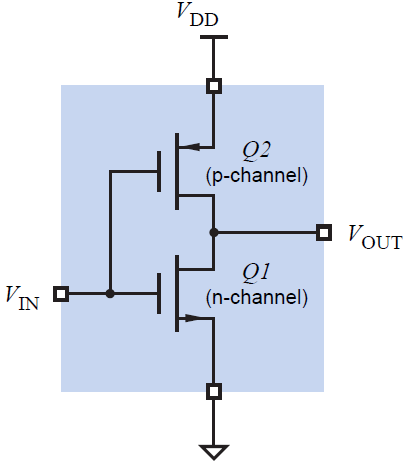 VDD
Q2
(p-channel)
VOUT
Q1
(n-channel)
VIN